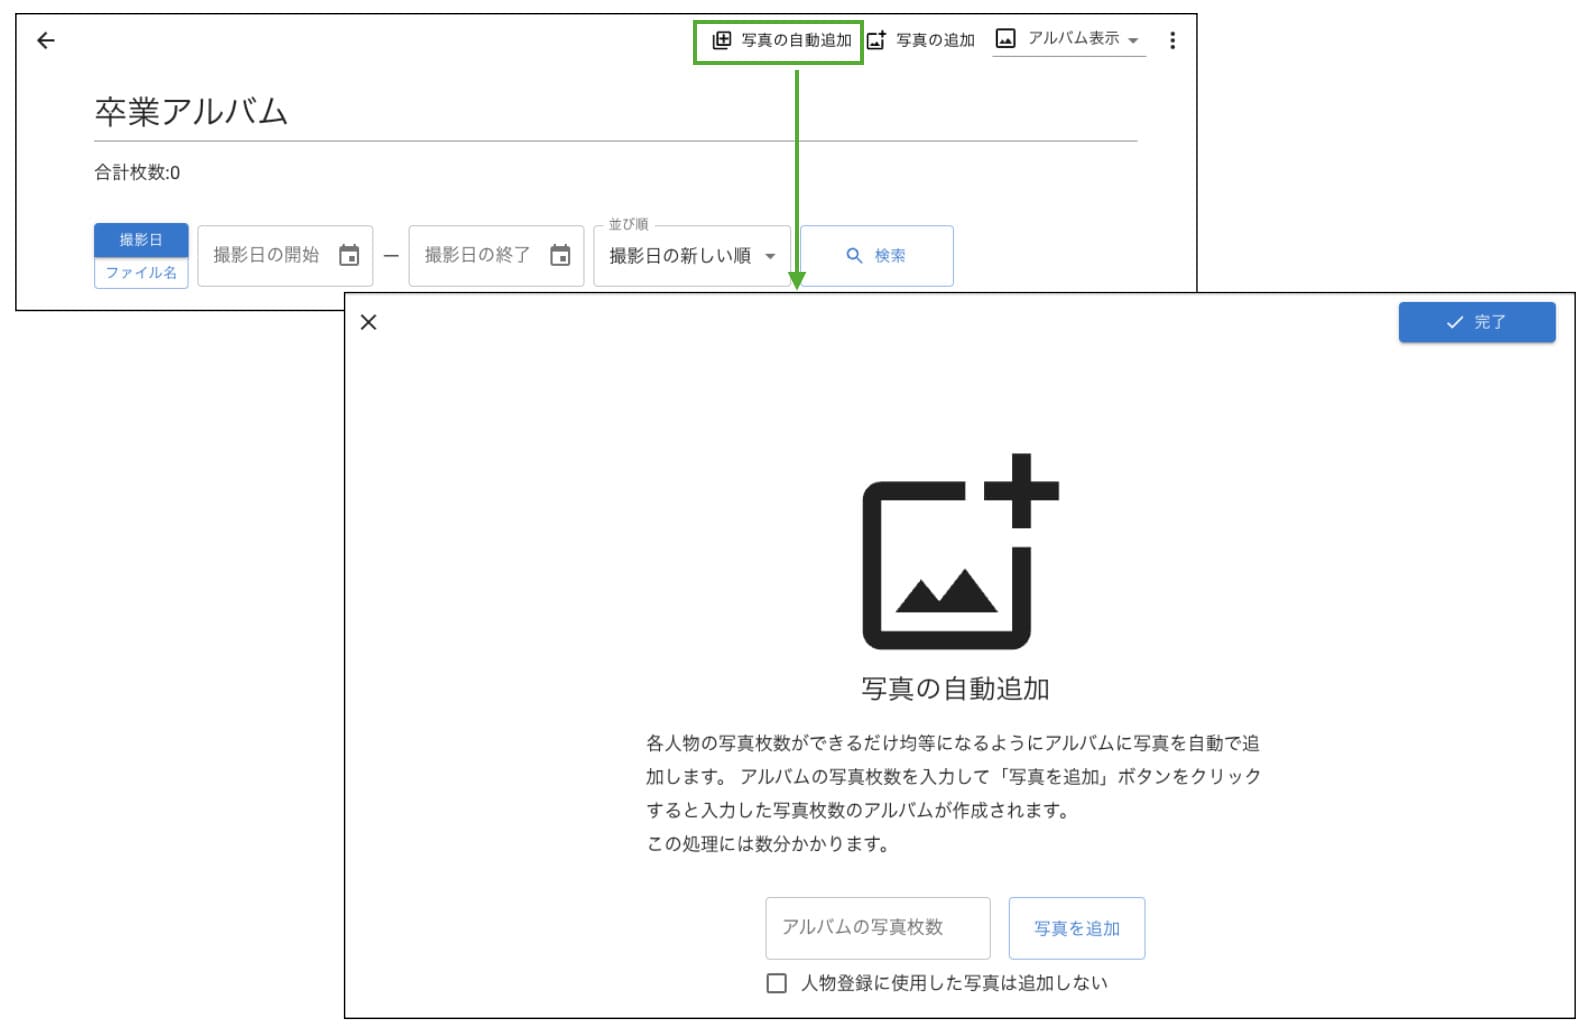 写真の自動追加
写真の追加
アルバム表示
卒業アルバム
合計枚数:0
撮影日
ファイル名
撮影日の開始
—
撮影日の終了
並び順
撮影日の新しい順
検索
完了
写真の自動追加
各人物の写真枚数ができるだけ均等になるようにアルバムに写真を自動で追
加します。 アルバムの写真枚数を入力して「写真を追加」ボタンをクリック
すると入力した写真枚数のアルバムが作成されます。
この処理には数分かかります。
アルバムの写真枚数
写真を追加
人物登録に使用した写真は追加しない